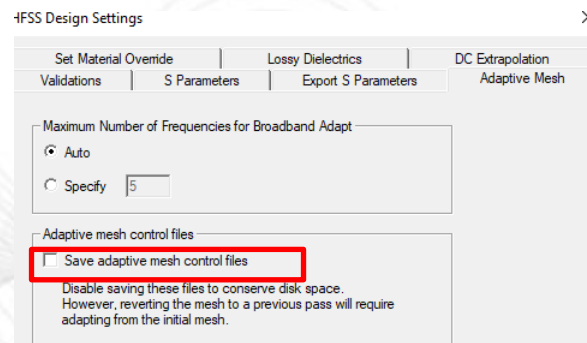 HFSS Design Settings
Set Material Override
Lossy Dielectrics
DC Extrapolation
Validations
S Parameters
Export S Parameters
Adaptive Mesh
Maximum Number of Frequencies for Broadband Adapt
Auto
Specify 5
Adaptive mesh control files
Save adaptive mesh control files
Disable saving these files to conserve disk space.
However, reverting the mesh to a previous pass will require
adapting from the initial mesh.